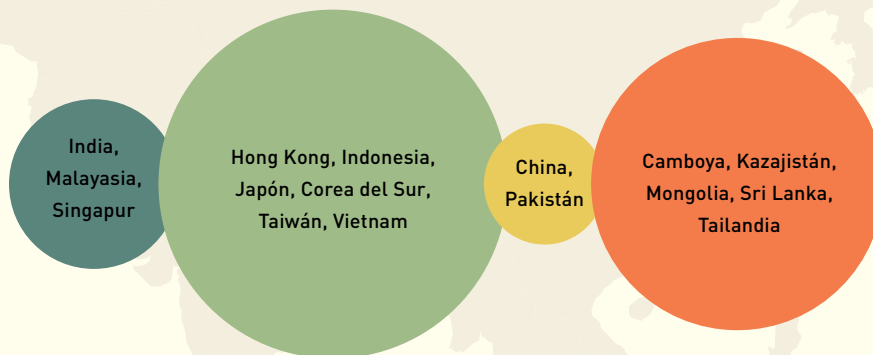 India,
Malayasia,
Singapur
Hong Kong, Indonesia,
Japón, Corea del Sur,
Taiwán, Vietnam
China,
Pakistán
Camboya, Kazajistán,
Mongolia, Sri Lanka,
Tailandia